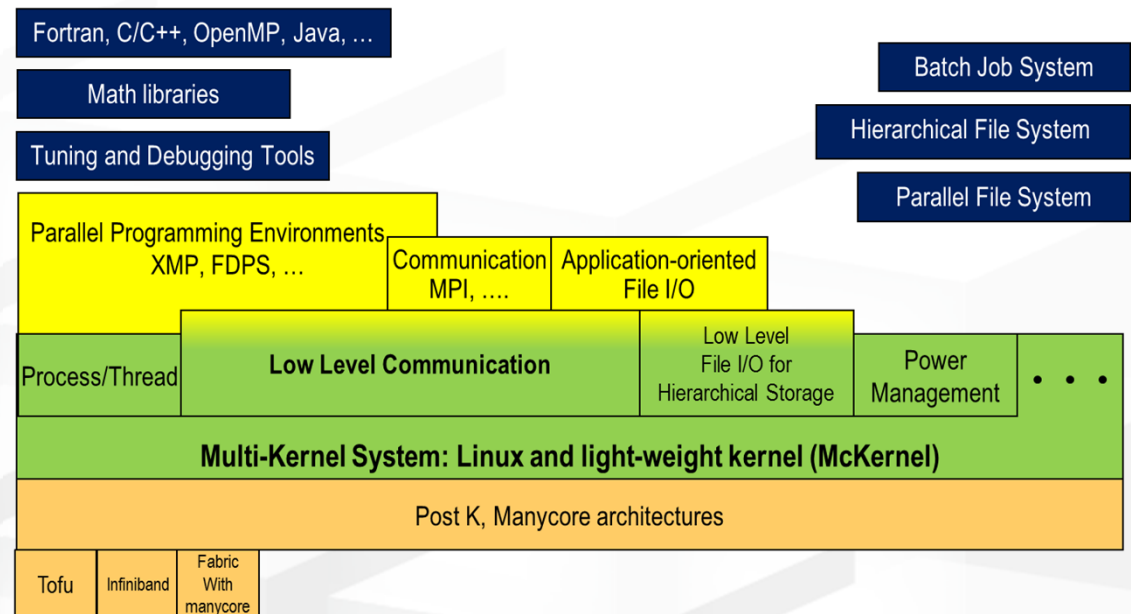 Fortran, C/C++, OpenMP, Java, …
Math libraries
Tuning and Debugging Tools
Batch Job System
Hierarchical File System
Parallel File System
Parallel Programming Environments
XMP, FDPS, …
Communication
MPI, ….
Application-oriented
File I/O
Process/Thread
Low Level Communication
Low Level
File I/O for
Hierarchical Storage
Power
Management
• • •
Multi-Kernel System: Linux and light-weight kernel (McKernel)
Post K, Manycore architectures
Tofu
Infiniband
Fabric
With
manycore